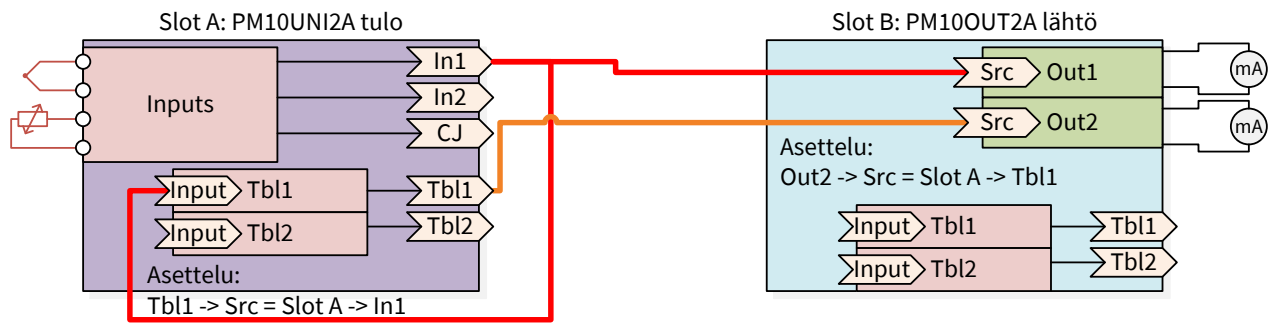 Slot A: PM10UNI2A tulo
Inputs
In1
In2
CJ
Input Tbl1
Input Tbl2
Tbl1
Tbl2
Asettelu:
Tbl1 -> Src = Slot A -> In1
Slot B: PM10OUT2A lähtö
Src Out1
Src Out2
mA
mA
Asettelu:
Out2 -> Src = Slot A -> Tbl1
Input Tbl1
Input Tbl2
Tbl1
Tbl2